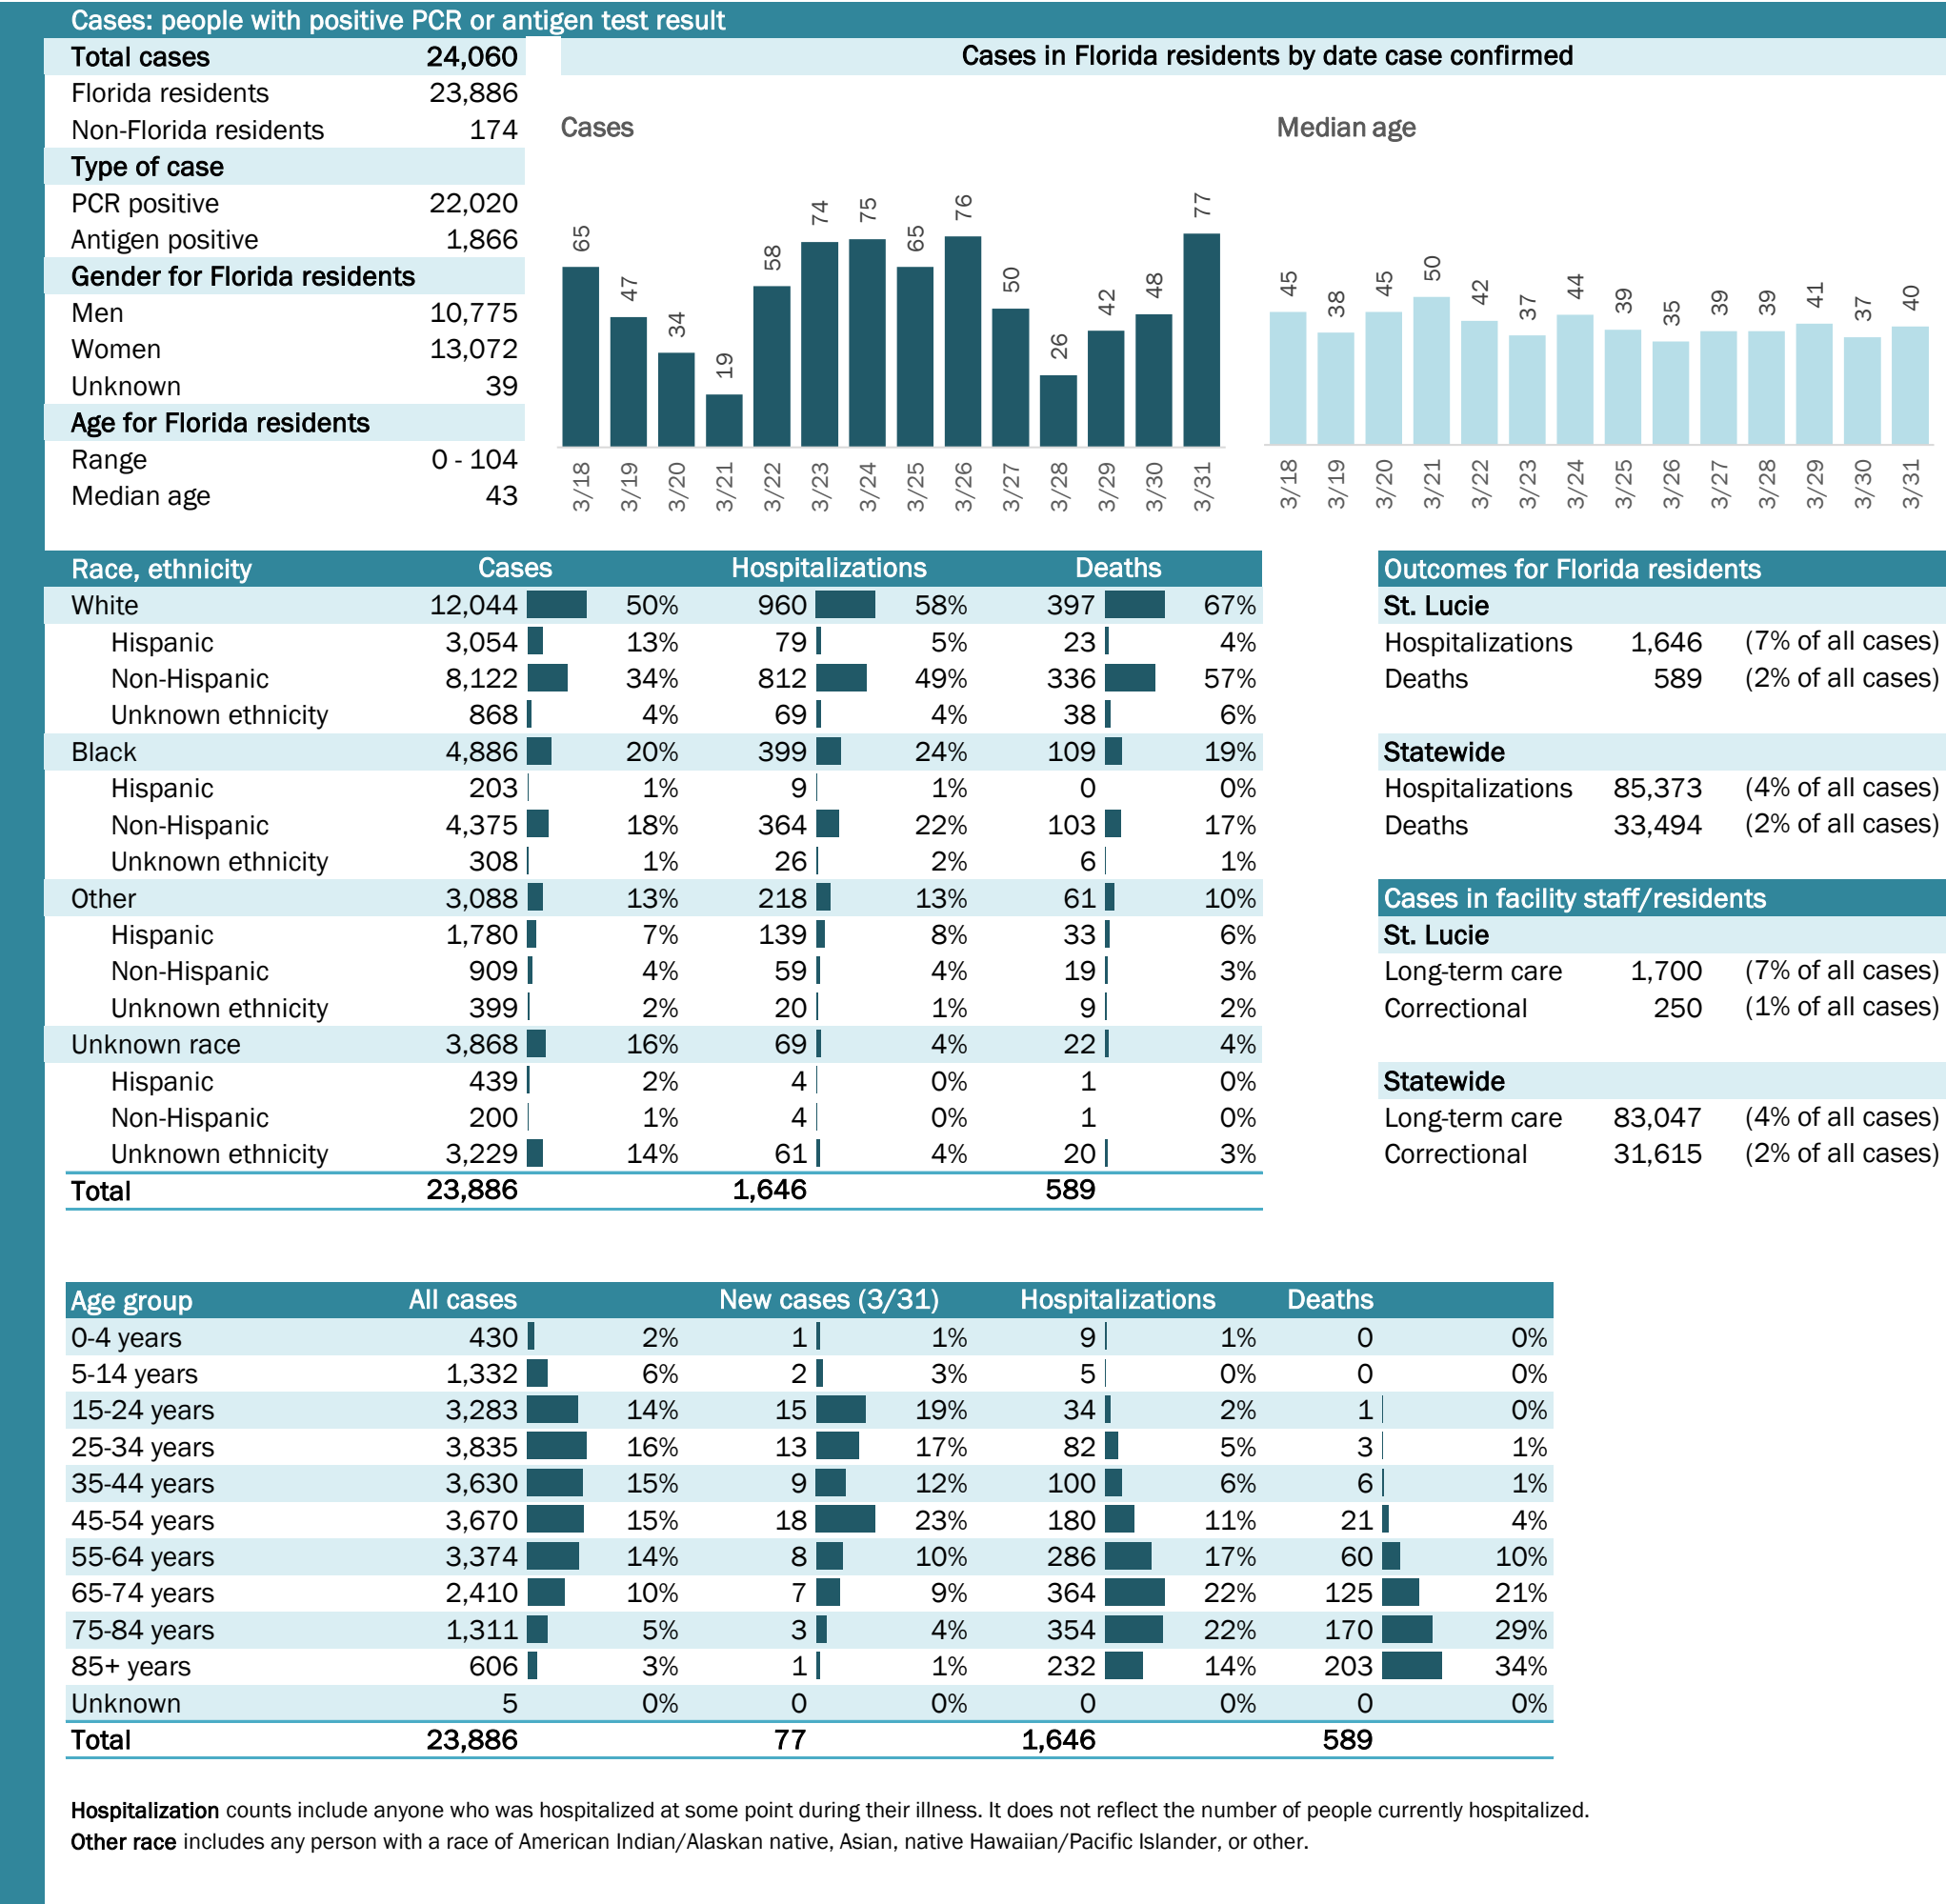 Cases: people with positive PCR or antigen test result
Total cases 24,060
Florida residents 23,886
Non-Florida residents 174
Type of case
PCR positive 22,020
Antigen positive 1,866
Gender for Florida residents
Men 10,775
Women 13,072
Unknown 39
Age for Florida residents
Range 0 - 104
Median age 43
Cases in Florida residents by date case confirmed
Cases
65 47 34 19 58 74 75 65 76 50 26 42 48 77
3/18 3/19 3/20 3/21 3/22 3/23 3/24 3/25 3/26 3/27 3/28 3/29 3/30 3/31
Median age
45 38 45 50 42 37 44 39 35 39 39 41 37 40
3/18 3/19 3/20 3/21 3/22 3/23 3/24 3/25 3/26 3/27 3/28 3/29 3/30 3/31
Race, ethnicity Cases Hospitalizations Deaths
White 12,044 50% 960 58% 397 67%
Hispanic 3,054 13% 79 5% 23 4%
Non-Hispanic 8,122 34% 812 49% 336 57%
Unknown ethnicity 868 4% 69 4% 38 6%
Black 4,886 20% 399 24% 109 19%
Hispanic 203 1% 9 1% 0 0%
Non-Hispanic 4,375 18% 364 22% 103 17%
Unknown ethnicity 308 1% 26 2% 6 1%
Other 3,088 13% 218 13% 61 10%
Hispanic 1,780 7% 139 8% 33 6%
Non-Hispanic 909 4% 59 4% 19 3%
Unknown ethnicity 399 2% 20 1% 9 2%
Unknown race 3,868 16% 69 4% 22 4%
Hispanic 439 2% 4 0% 1 0%
Non-Hispanic 200 1% 4 0% 1 0%
Unknown ethnicity 3,229 14% 61 4% 20 3%
Total 23,886 1,646 589
Outcomes for Florida residents
St. Lucie
Hospitalizations 1,646 (7% of all cases)
Deaths 589 (2% of all cases)
Statewide
Hospitalizations 85,373 (4% of all cases)
Deaths 33,494 (2% of all cases)
Cases in facility staff/residents
St. Lucie
Long-term care 1,700 (7% of all cases)
Correctional 250 (1% of all cases)
Statewide
Long-term care 83,047 (4% of all cases)
Correctional 31,615 (2% of all cases)
Age group All cases New cases (3/31) Hospitalizations Deaths
0-4 years 430 2% 1 1% 9 1% 0 0%
5-14 years 1,332 6% 2 3% 5 0% 0 0%
15-24 years 3,283 14% 15 19% 34 2% 1 0%
25-34 years 3,835 16% 13 17% 82 5% 3 1%
35-44 years 3,630 15% 9 12% 100 6% 6 1%
45-54 years 3,670 15% 18 23% 180 11% 21 4%
55-64 years 3,374 14% 8 10% 286 17% 60 10%
65-74 years 2,410 10% 7 9% 364 22% 125 21%
75-84 years 1,311 5% 3 4% 354 22% 170 29%
85+ years 606 3% 1 1% 232 14% 203 34%
Unknown 5 0% 0 0% 0 0% 0 0%
Total 23,886 77 1,646 589
Hospitalization counts include anyone who was hospitalized at some point during their illness. It does not reflect the number of people currently hospitalized.
Other race includes any person with a race of American Indian/Alaskan native, Asian, native Hawaiian/Pacific Islander, or other.